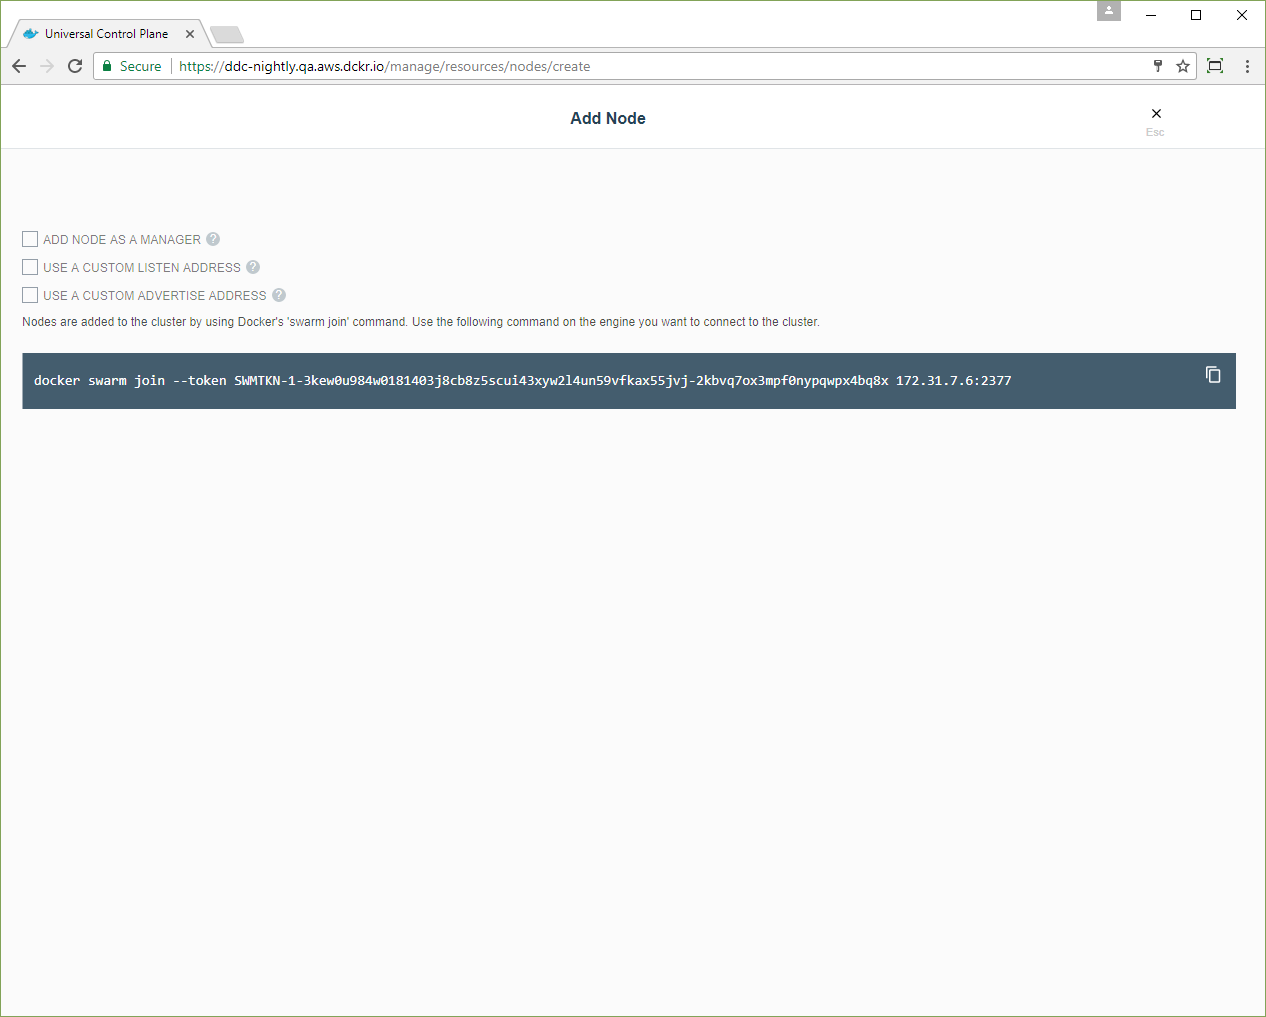 Universal Control Plane
Secure https://ddc-nightly.qa.aws.dckr.io/manage/resources/nodes/create
Add Node
Esc
ADD NODE AS A MANAGER ?
USE A CUSTOM LISTEN ADDRESS ?
USE A CUSTOM ADVERTISE ADDRESS ?
Nodes are added to the cluster by using Docker's 'swarm join' command. Use the following command on the engine you want to connect to the cluster.
docker swarm join --token SWMTKN-1-3kew0u984w0181403j8cb8z5scui43xyw2l4un59vfkax55jvj-2kbvq7ox3mpf0nypqwpx4bq8x 172.31.7.6:2377